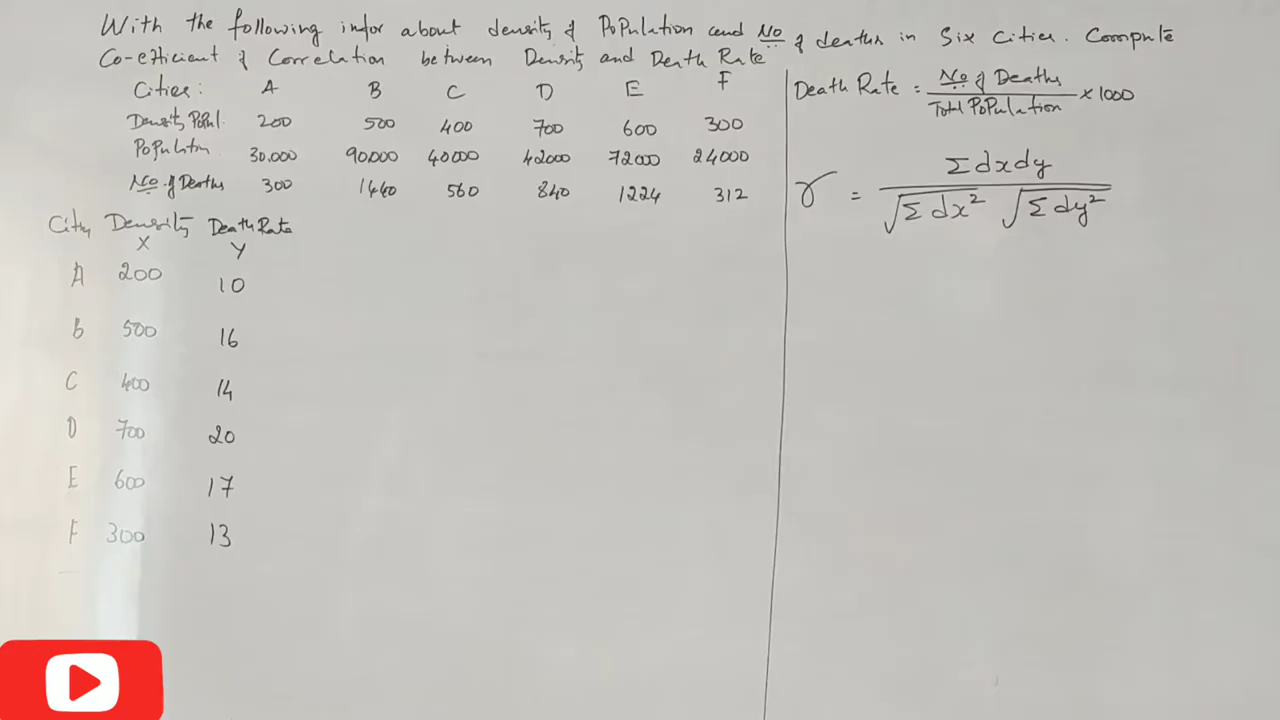 With the following infor about density of Population and No of deaths in Six Cities. Compute
Co-efficient of Correlation between Density and Death Rate
Cities: A B C D E F
Density Popul. 200 500 400 700 600 300
Population 30,000 90000 40000 42000 72000 24000
No. of Deaths 300 1440 560 840 1224 312
Death Rate = No of Deaths / Total Population × 1000
r = Σdxdy / √Σdx² √Σdy²
City Density Death Rate
X Y
A 200 10
B 500 16
C 400 14
D 700 20
E 600 17
F 300 13